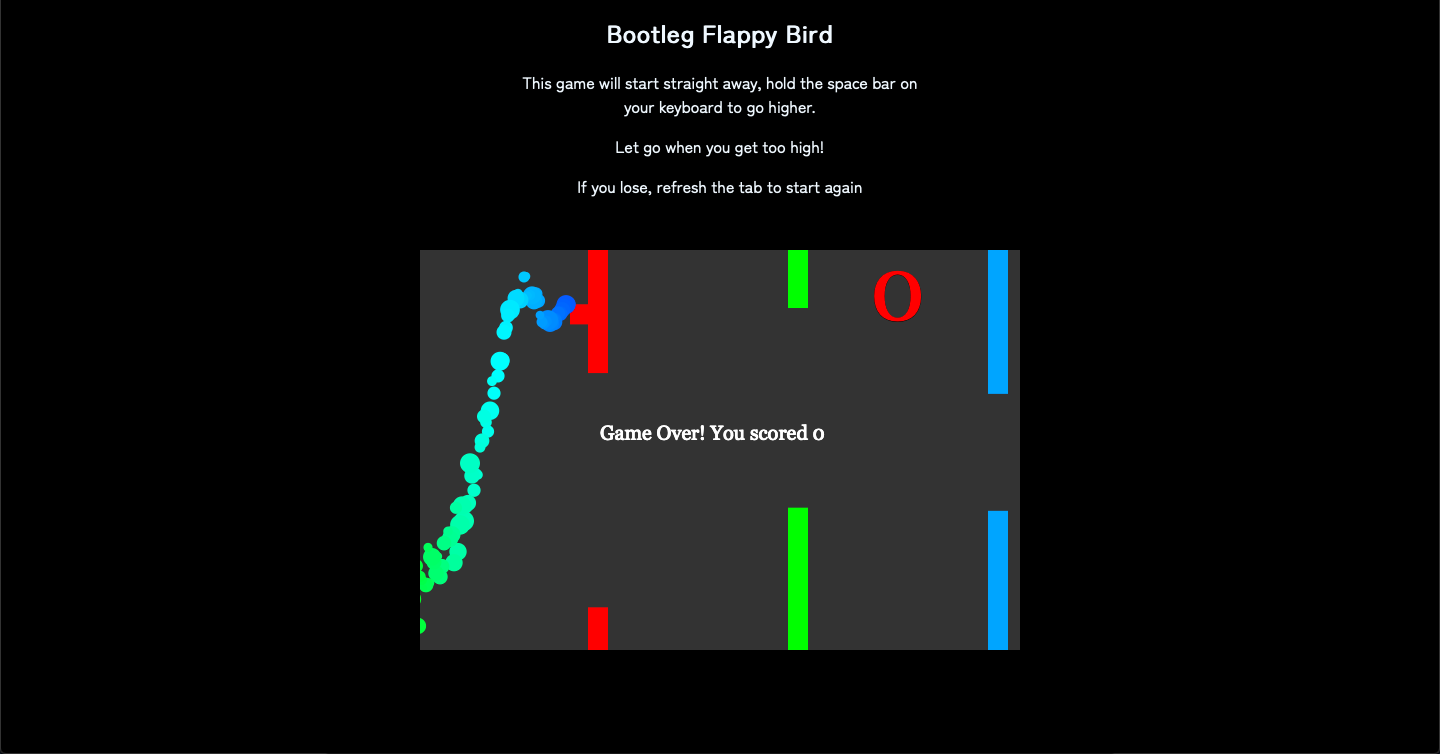 Bootleg Flappy Bird
This game will start straight away, hold the space bar on
your keyboard to go higher.
Let go when you get too high!
If you lose, refresh the tab to start again
0
Game Over! You scored 0